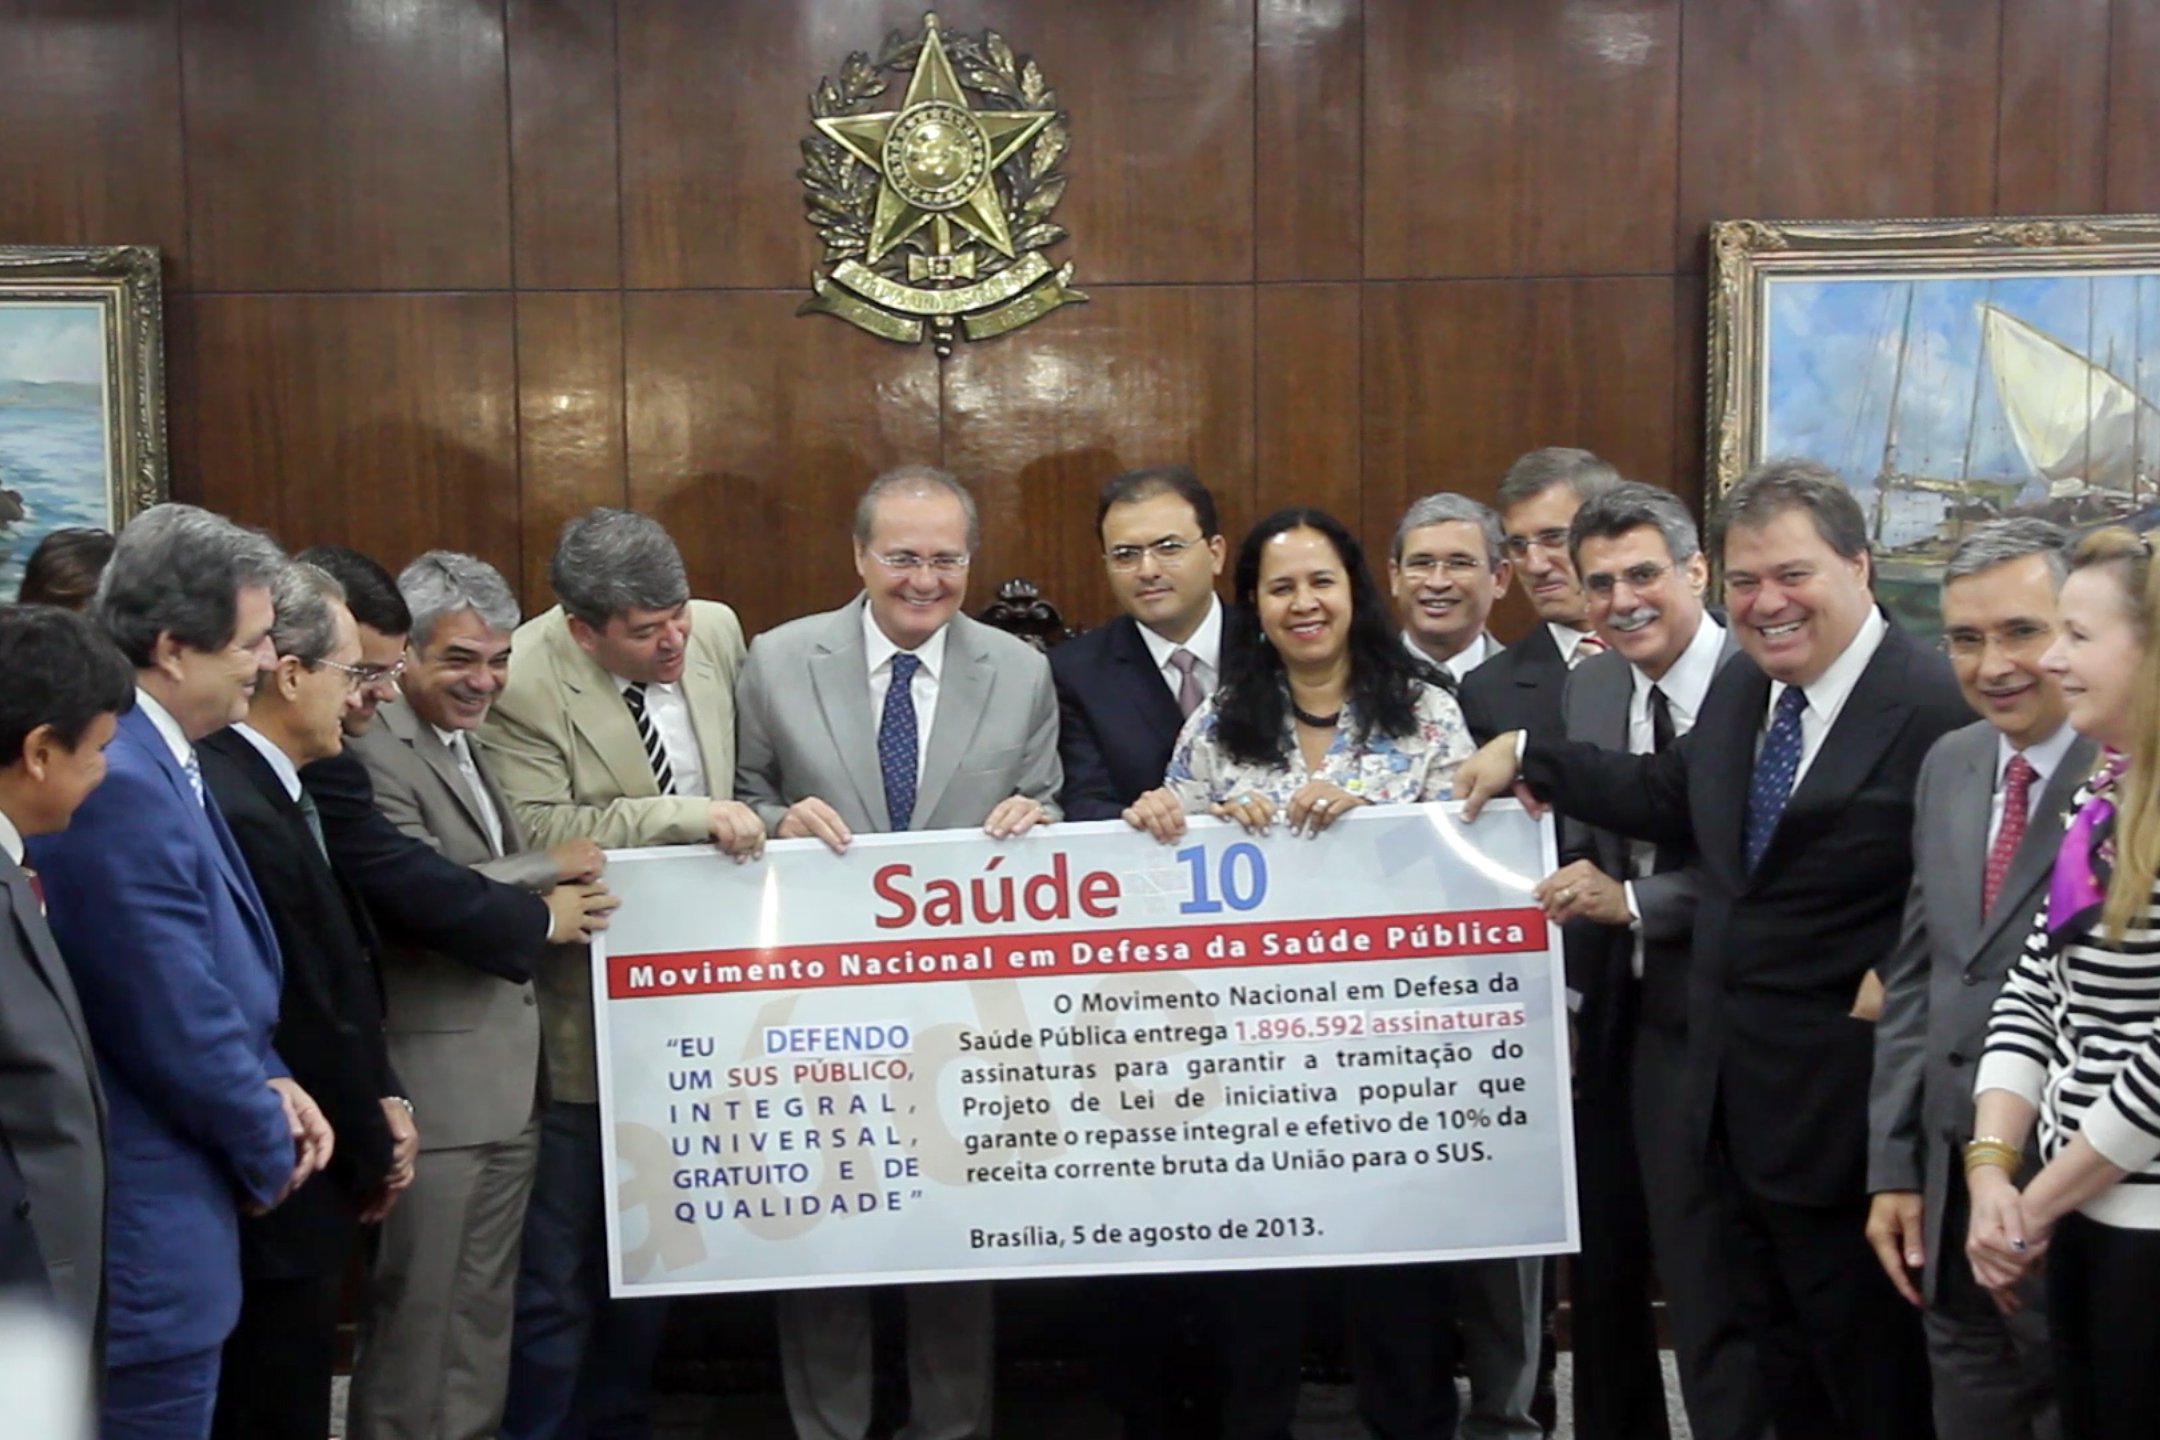 Saúde +10
Movimento Nacional em Defesa da Saúde Pública
"EU DEFENDO
UM SUS PÚBLICO,
INTEGRAL,
UNIVERSAL,
GRATUITO E DE
QUALIDADE"
O Movimento Nacional em Defesa da
Saúde Pública entrega 1.896.592 assinaturas
assinaturas para garantir a tramitação do
Projeto de Lei de iniciativa popular que
garante o repasse integral e efetivo de 10% da
receita corrente bruta da União para o SUS.
Brasília, 5 de agosto de 2013.